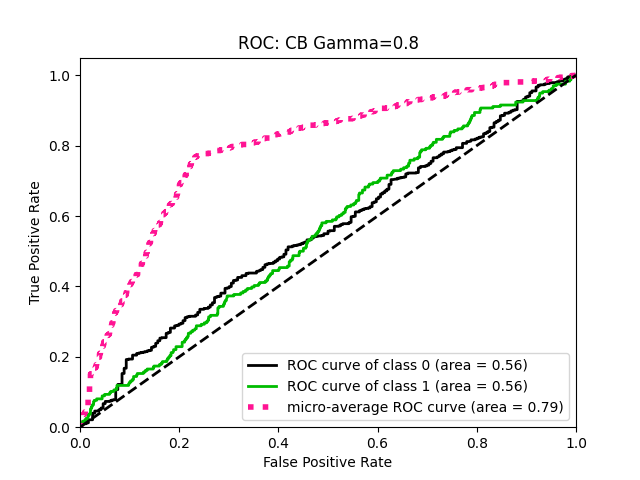 ROC: CB Gamma=0.8
True Positive Rate
1.0
0.8
0.6
0.4
0.2
0.0
ROC curve of class 0 (area = 0.56)
ROC curve of class 1 (area = 0.56)
micro-average ROC curve (area = 0.79)
0.0 0.2 0.4 0.6 0.8 1.0
False Positive Rate